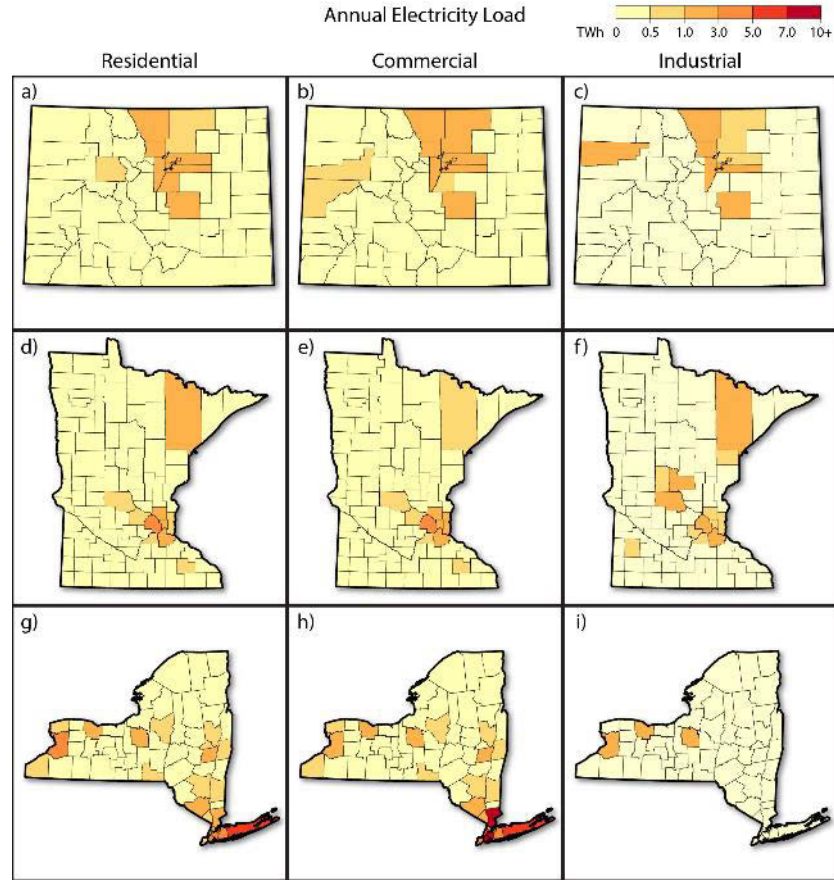 Annual Electricity Load
TWh 0 0.5 1.0 3.0 5.0 7.0 10+
Residential Commercial Industrial
a) b) c)
d) e) f)
g) h) i)